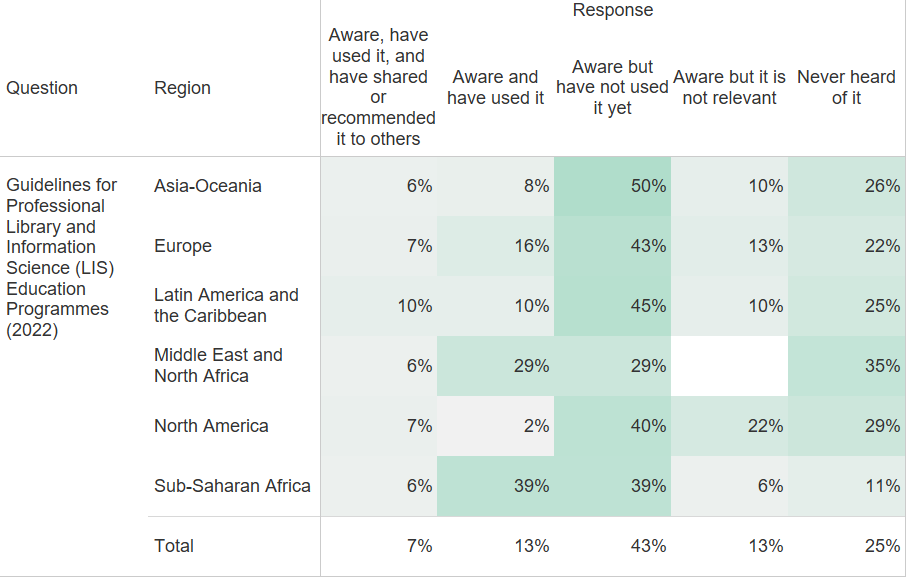 Response
Question
Region
Aware, have
used it, and
have shared
or
recommended
it to others
Aware and
have used it
Aware but
have not used
it yet
Aware but it is
not relevant
Never heard
of it
Guidelines for
Professional
Library and
Information
Science (LIS)
Education
Programmes
(2022)
Asia-Oceania 6% 8% 50% 10% 26%
Europe 7% 16% 43% 13% 22%
Latin America and
the Caribbean 10% 10% 45% 10% 25%
Middle East and
North Africa 6% 29% 29% 35%
North America 7% 2% 40% 22% 29%
Sub-Saharan Africa 6% 39% 39% 6% 11%
Total 7% 13% 43% 13% 25%